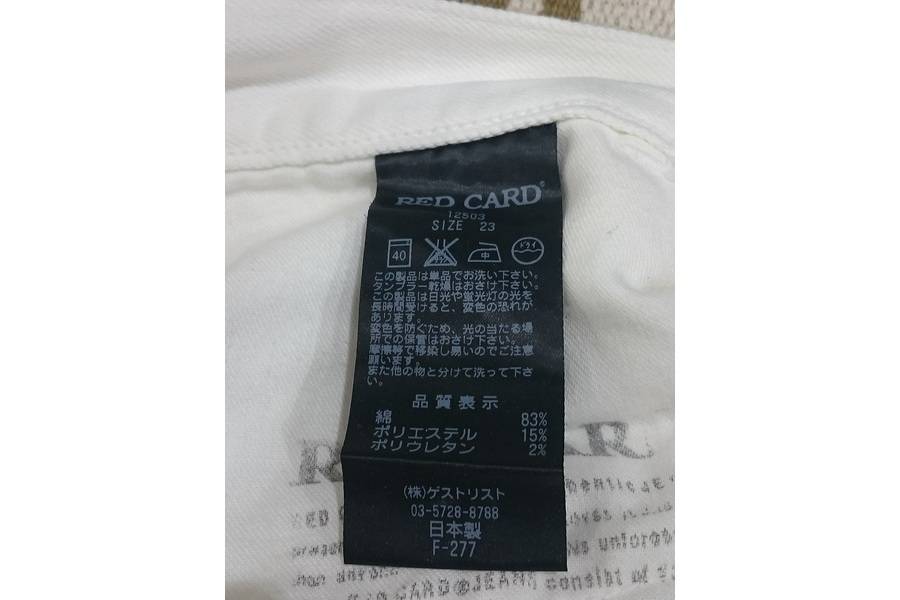 RED CARD®
12503
SIZE 23
40
中
ドライ
この製品は単品でお洗い下さい。
タンブラー乾燥はおさけ下さい。
この製品は日光や蛍光灯の光を
長時間受けると、変色の恐れが
あります。
変色を防ぐため、光の当たる場
所での保管はおさけ下さい。
摩擦等で移染し易いのでご注意
願います。
また他の物と分けて洗って下さ
い。
品質表示
綿 83%
ポリエステル 15%
ポリウレタン 2%
(株)ゲストリスト
03-5728-8788
日本製
F-277
consist of